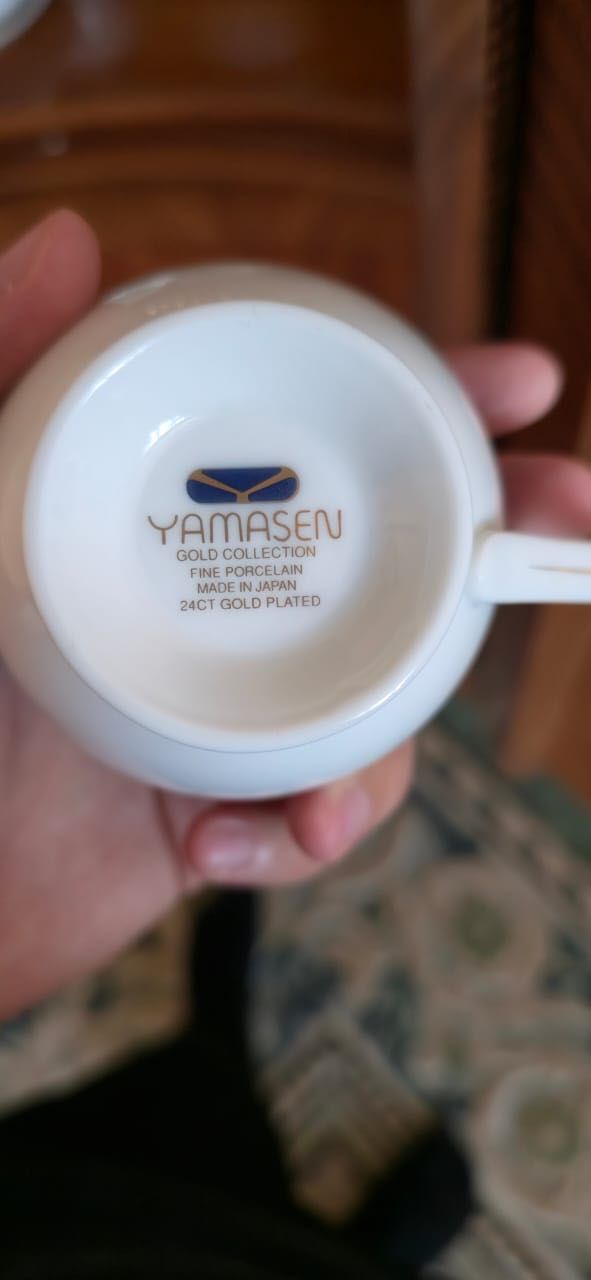 YAMASEN
GOLD COLLECTION
FINE PORCELAIN
MADE IN JAPAN
24CT GOLD PLATED